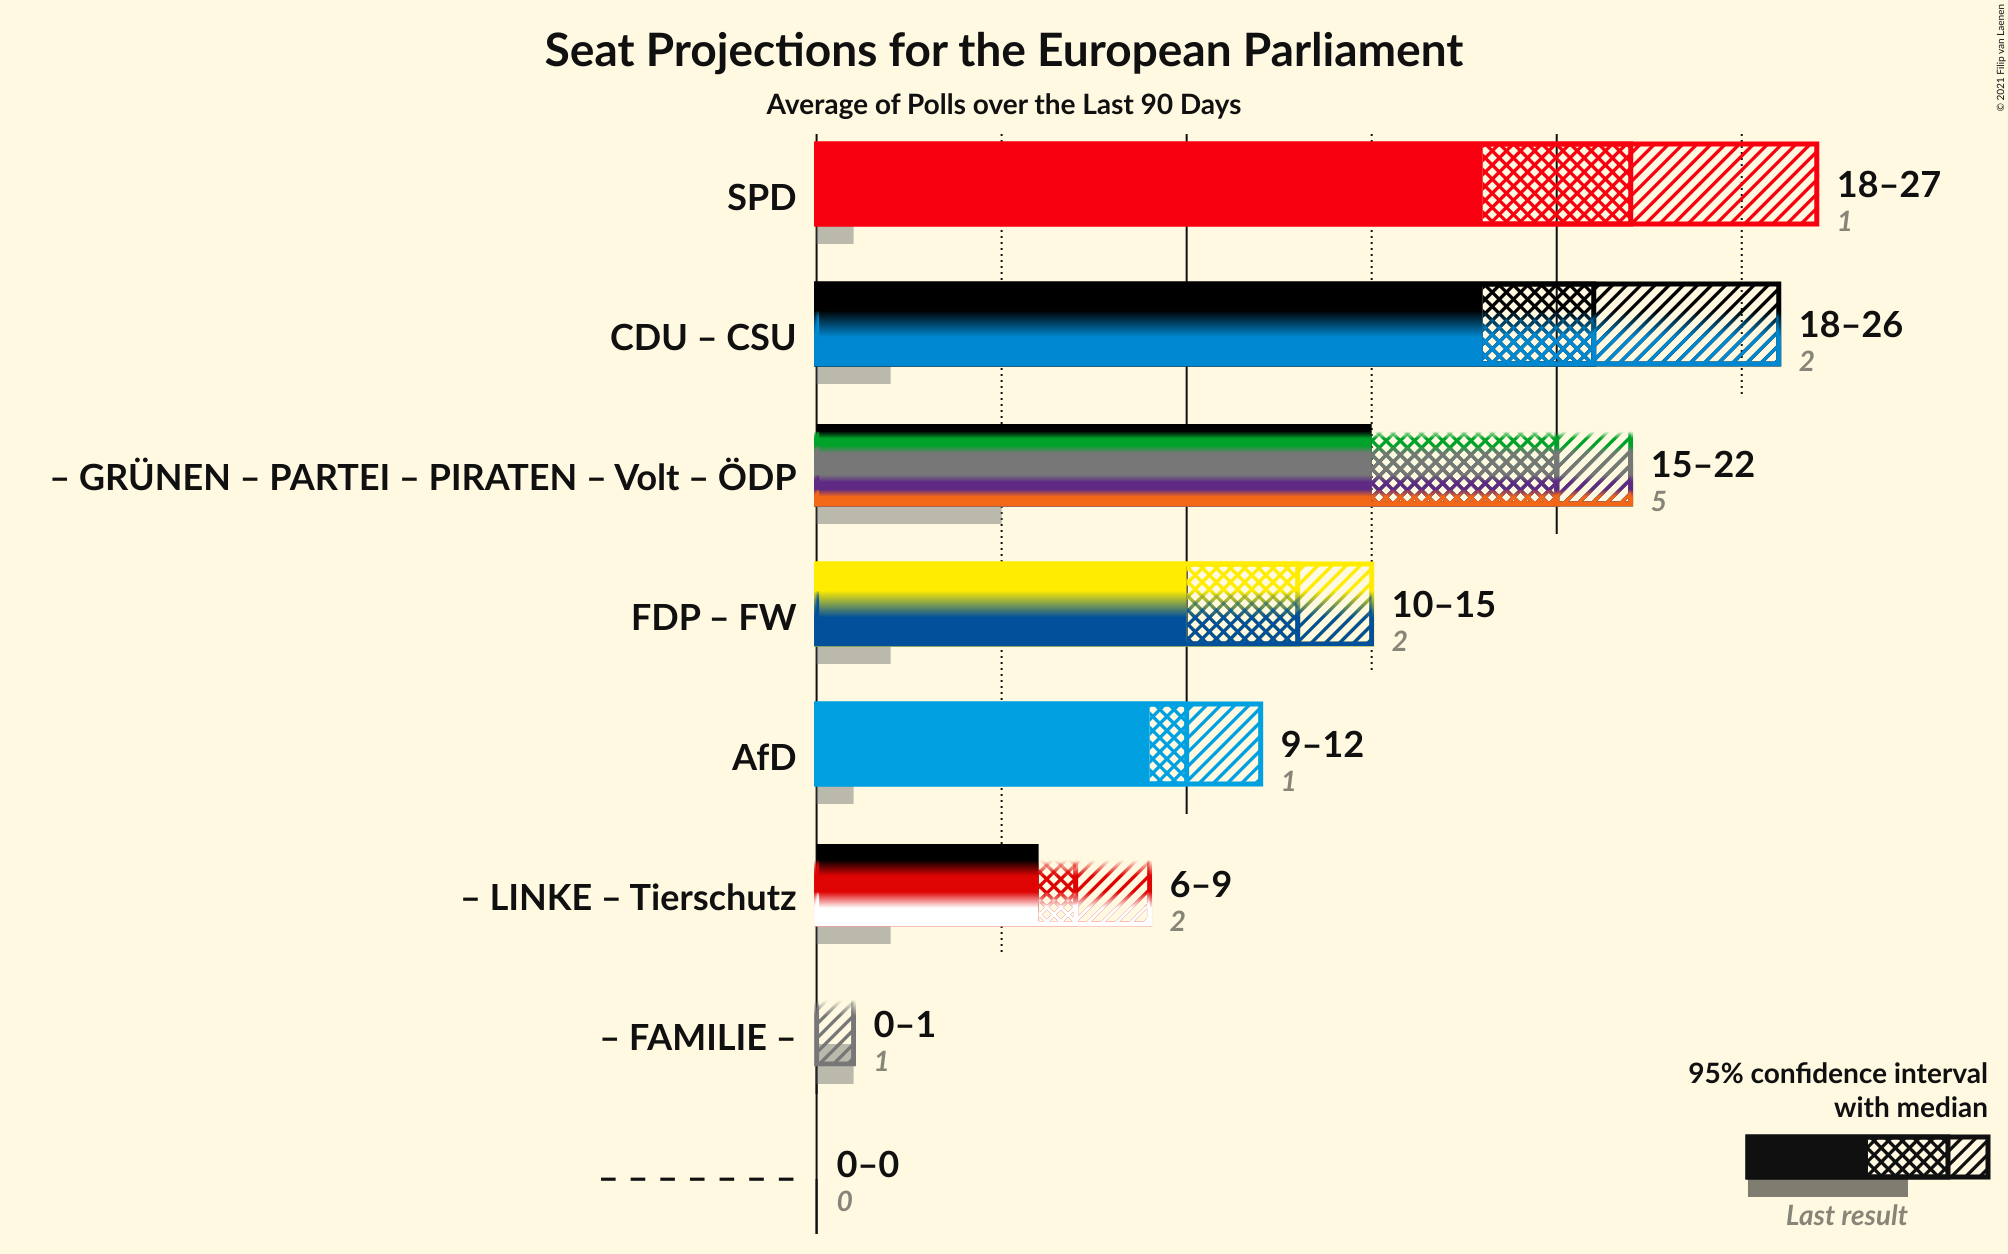 Seat Projections for the European Parliament
Average of Polls over the Last 90 Days
© 2021 Filip van Laenen
SPD
18–27
1
CDU – CSU
18–26
2
– GRÜNEN – PARTEI – PIRATEN – Volt – ÖDP
15–22
5
FDP – FW
10–15
2
AfD
9–12
1
– LINKE – Tierschutz
6–9
2
– FAMILIE –
0–1
1
– – – – – – –
0–0
0
95% confidence interval
with median
Last result